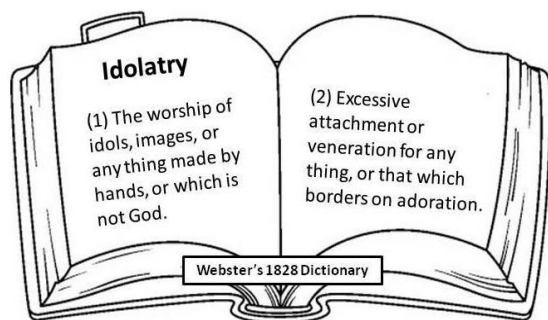 Idolatry
(1) The worship of
idols, images, or
any thing made by
hands, or which is
not God.
(2) Excessive
attachment or
veneration for any
thing, or that which
borders on adoration.
Webster's 1828 Dictionary